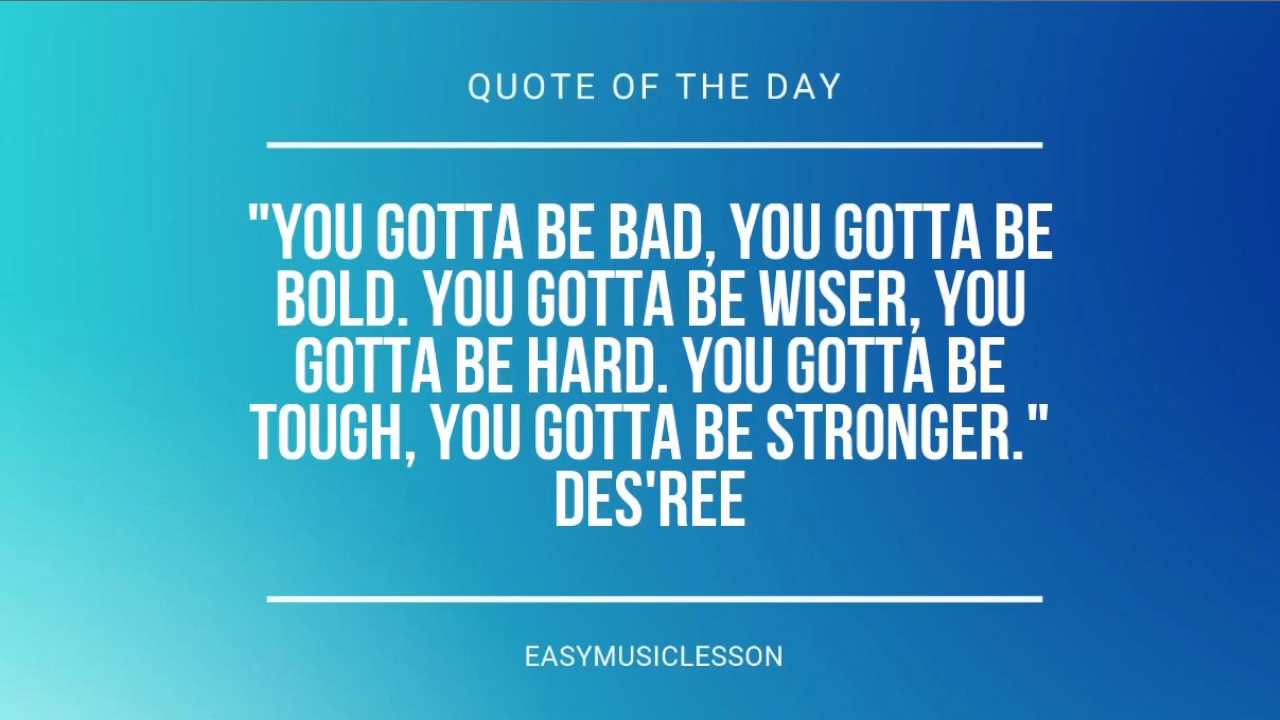 QUOTE OF THE DAY
"YOU GOTTA BE BAD, YOU GOTTA BE
BOLD. YOU GOTTA BE WISER, YOU
GOTTA BE HARD. YOU GOTTA BE
TOUGH, YOU GOTTA BE STRONGER."
DES'REE
EASYMUSICLESSON